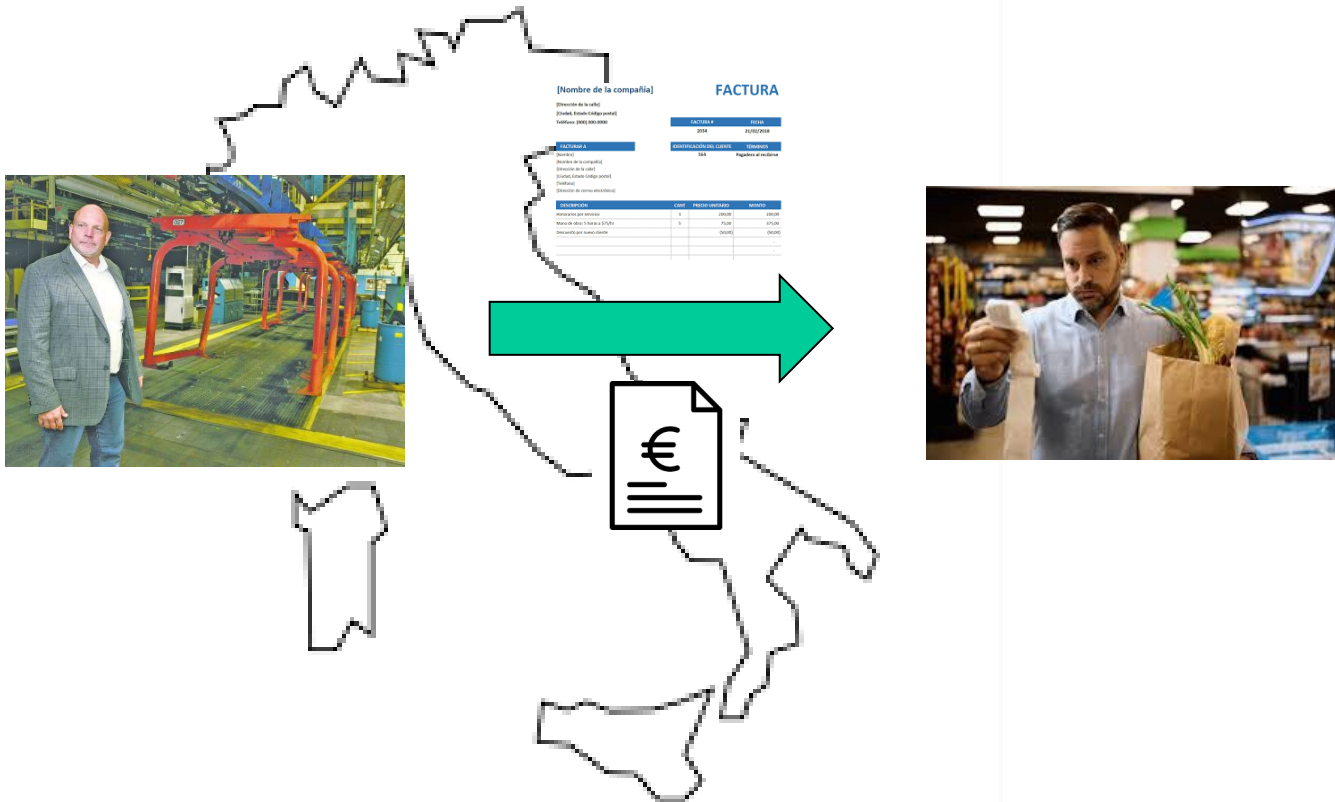 [Nombre de la compañía]
FACTURA
[Dirección de la calle]
[Ciudad, Estado Código postal]
Teléfono: (000) 000-0000
FACTURA # FECHA
2034 21/02/2018
FACTURAR A
IDENTIFICACIÓN DEL CLIENTE TÉRMINOS
[Nombre]
564 Pagadero al recibirse
[Nombre de la compañía]
[Dirección de la calle]
[Ciudad, Estado Código postal]
[Teléfono]
[Dirección de correo electrónico]
DESCRIPCIÓN CANT PRECIO UNITARIO MONTO
Honorarios por servicios 1 200,00 200,00
Mano de obra: 5 horas a $75/hr 5 75,00 375,00
Descuento por nuevo cliente (50,00) (50,00)
€